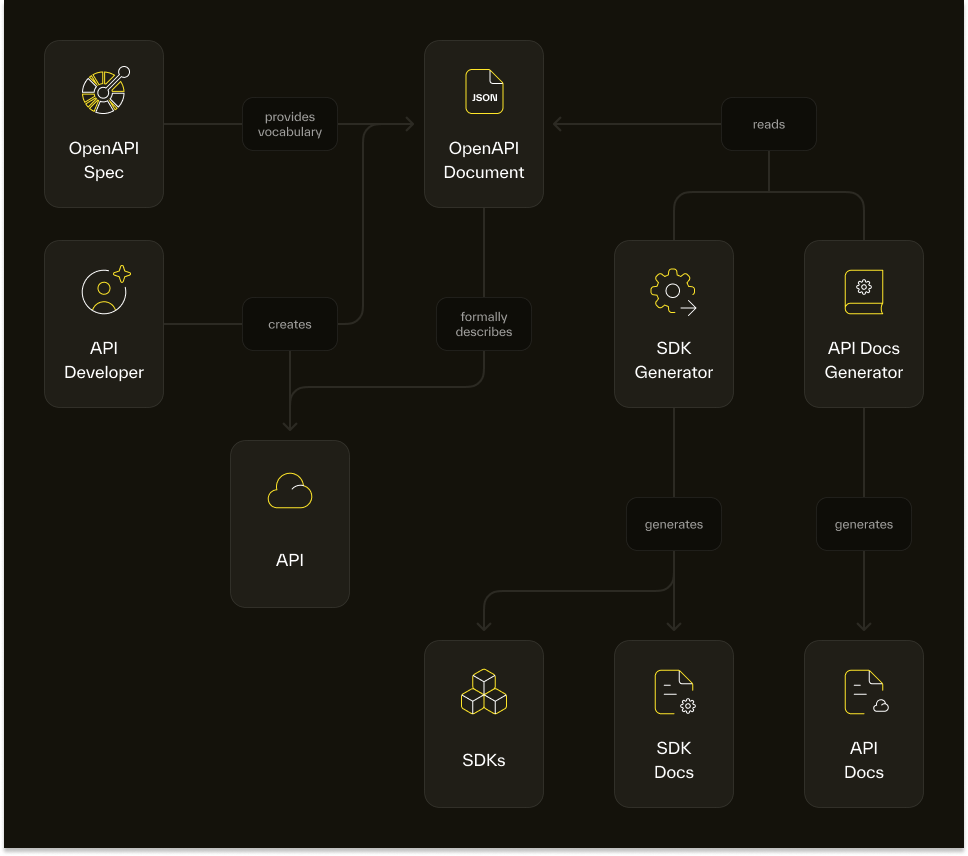 provides
vocabulary
JSON
reads
OpenAPI
Spec
OpenAPI
Document
creates
formally
describes
API
Developer
SDK
Generator
API Docs
Generator
generates
generates
API
SDKs
SDK
Docs
API
Docs